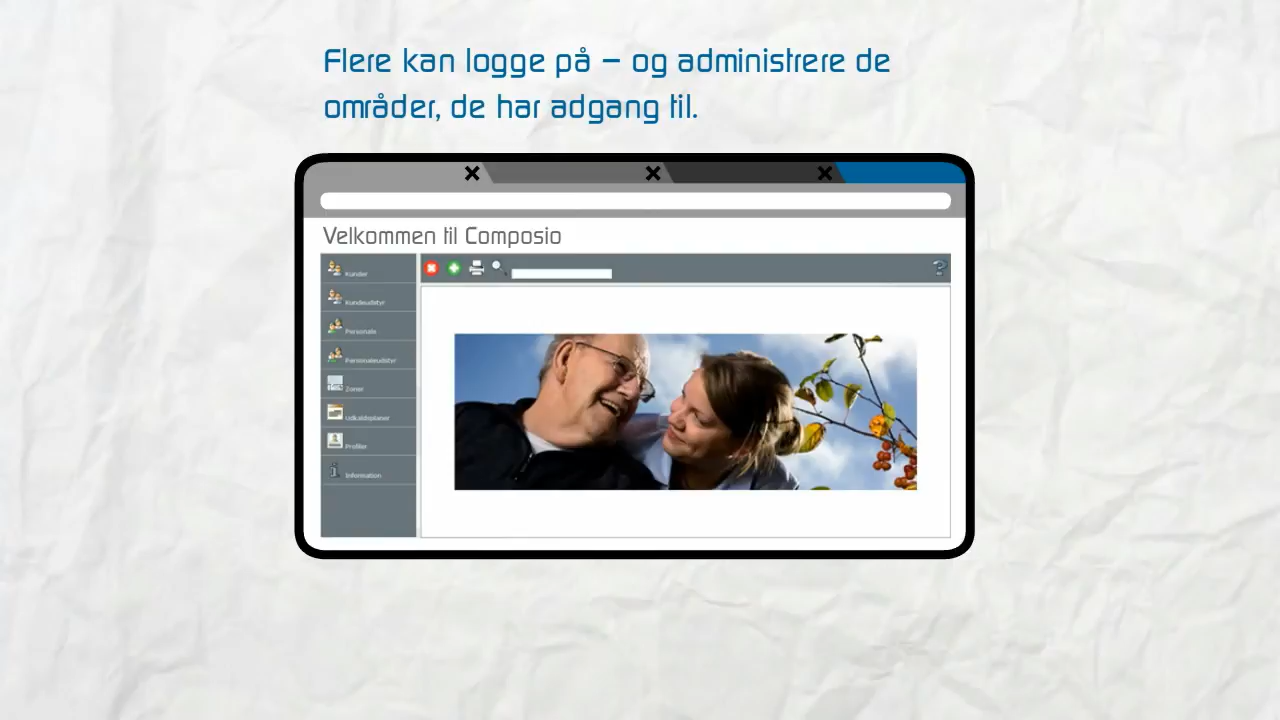 Flere kan logge på – og administrere de
områder, de har adgang til.
Velkommen til Composio
Kunder
Kundeudstyr
Personale
Personaleudstyr
Zoner
Udkaldeplaner
Profiler
Information